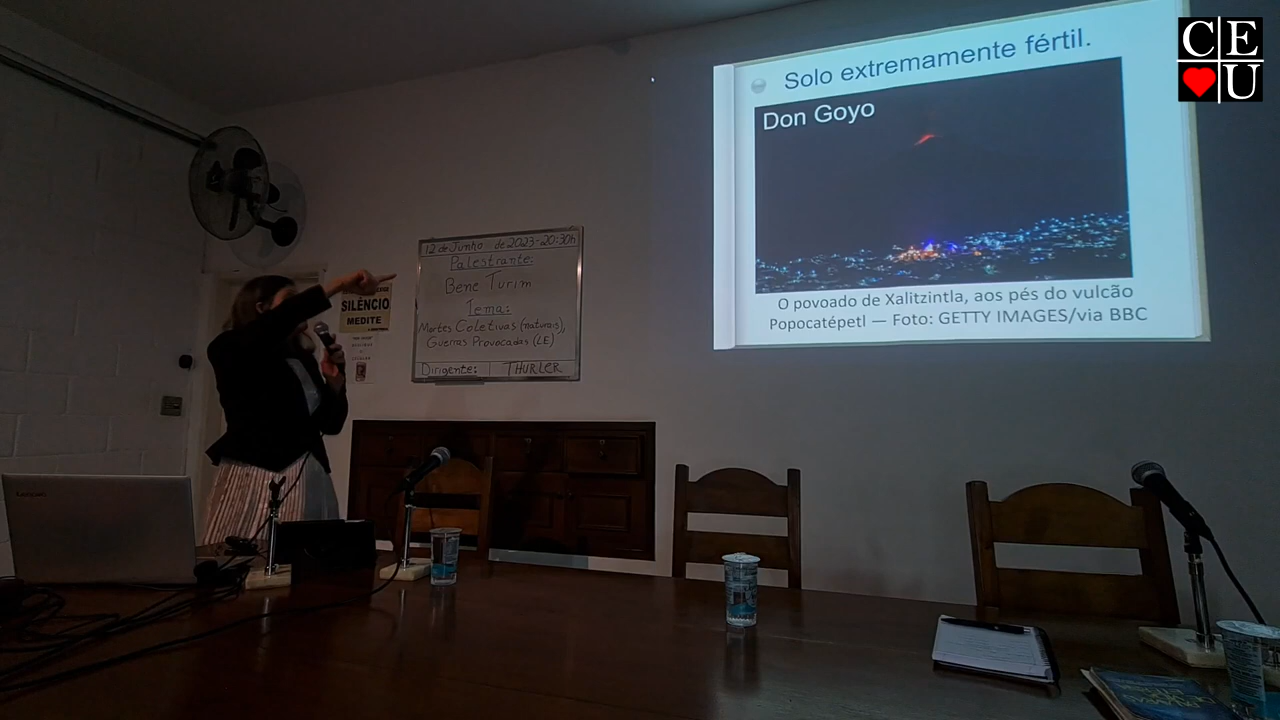 CE
U
Solo extremamente fértil.
Don Goyo
O povoado de Xalitzintla, aos pés do vulcão
Popocatépetl — Foto: GETTY IMAGES/via BBC
12 de Junho de 2023-20:30h
Palestrante:
Bene Turim
Tema:
Mortes Coletivas (naturais),
Guerras Provocadas (LE)
Dirigente: THURLER
SILÊNCIO
MEDITE